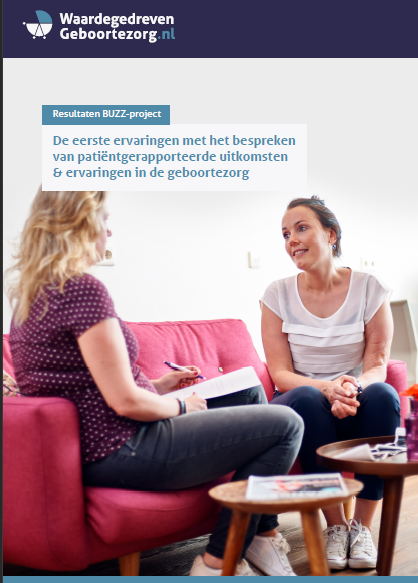 Waardegedreven
Geboortezorg.nl
Resultaten BUZZ-project
De eerste ervaringen met het bespreken
van patiëntgerapporteerde uitkomsten
& ervaringen in de geboortezorg